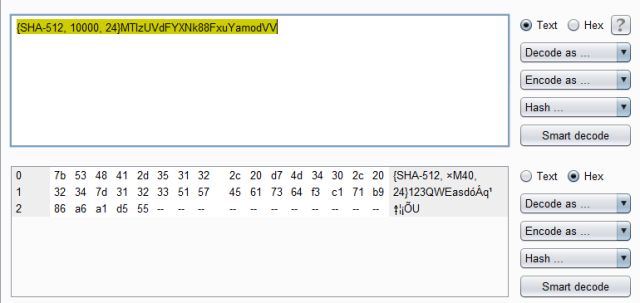 {SHA-512, 10000, 24}MTIzUVdFYXNk88FxuYamodVV
Text Hex ?
Decode as ...
Encode as ...
Hash ...
Smart decode
0 7b 53 48 41 2d 35 31 32 2c 20 d7 4d 34 30 2c 20 {SHA-512, ×M40,
1 32 34 7d 31 32 33 51 57 45 61 73 64 f3 c1 71 b9 24}123QWEasdóÁq¹
2 86 a6 a1 d5 55 -- -- -- -- -- -- -- -- -- -- -- †¦¡ÕU
Text Hex
Decode as ...
Encode as ...
Hash ...
Smart decode